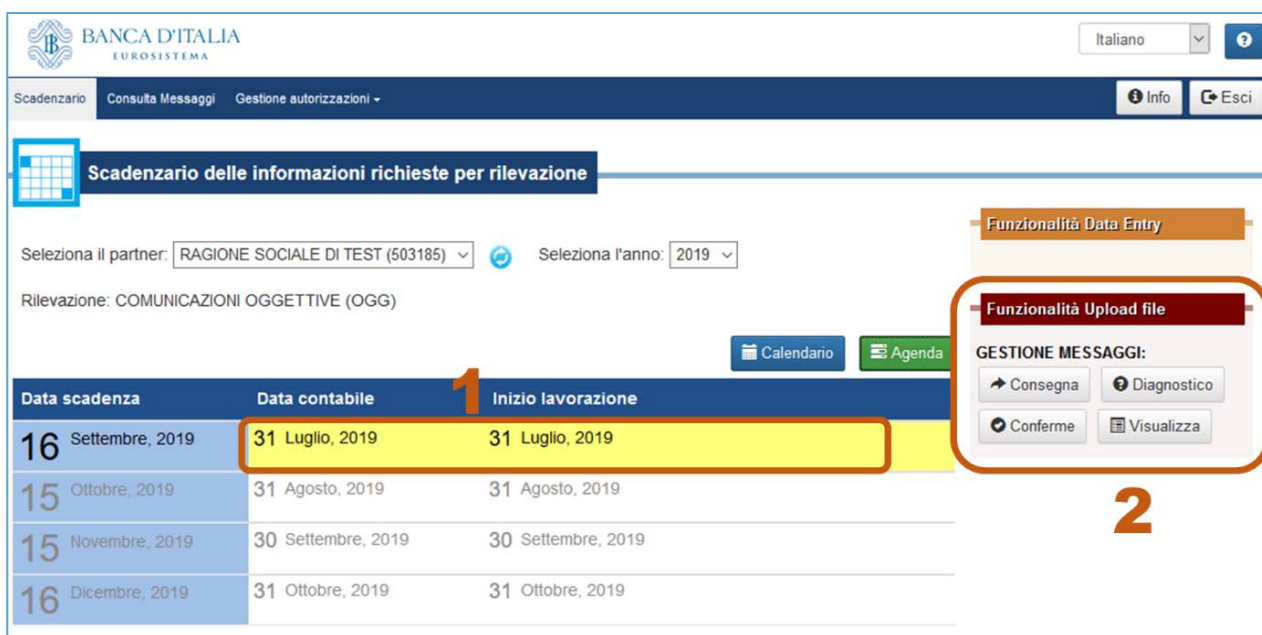 BANCA D'ITALIA
EUROSISTEMA
Italiano
Scadenzario Consulta Messaggi Gestione autorizzazioni
Info Esci
Scadenzario delle informazioni richieste per rilevazione
Funzionalità Data Entry
Seleziona il partner: RAGIONE SOCIALE DI TEST (503185) Seleziona l'anno: 2019
Rilevazione: COMUNICAZIONI OGGETTIVE (OGG)
Funzionalità Upload file
Calendario Agenda
GESTIONE MESSAGGI:
Consegna Diagnostico
Conferme Visualizza
1
2
Data scadenza Data contabile Inizio lavorazione
16 Settembre, 2019 31 Luglio, 2019 31 Luglio, 2019
15 Ottobre, 2019 31 Agosto, 2019 31 Agosto, 2019
15 Novembre, 2019 30 Settembre, 2019 30 Settembre, 2019
16 Dicembre, 2019 31 Ottobre, 2019 31 Ottobre, 2019